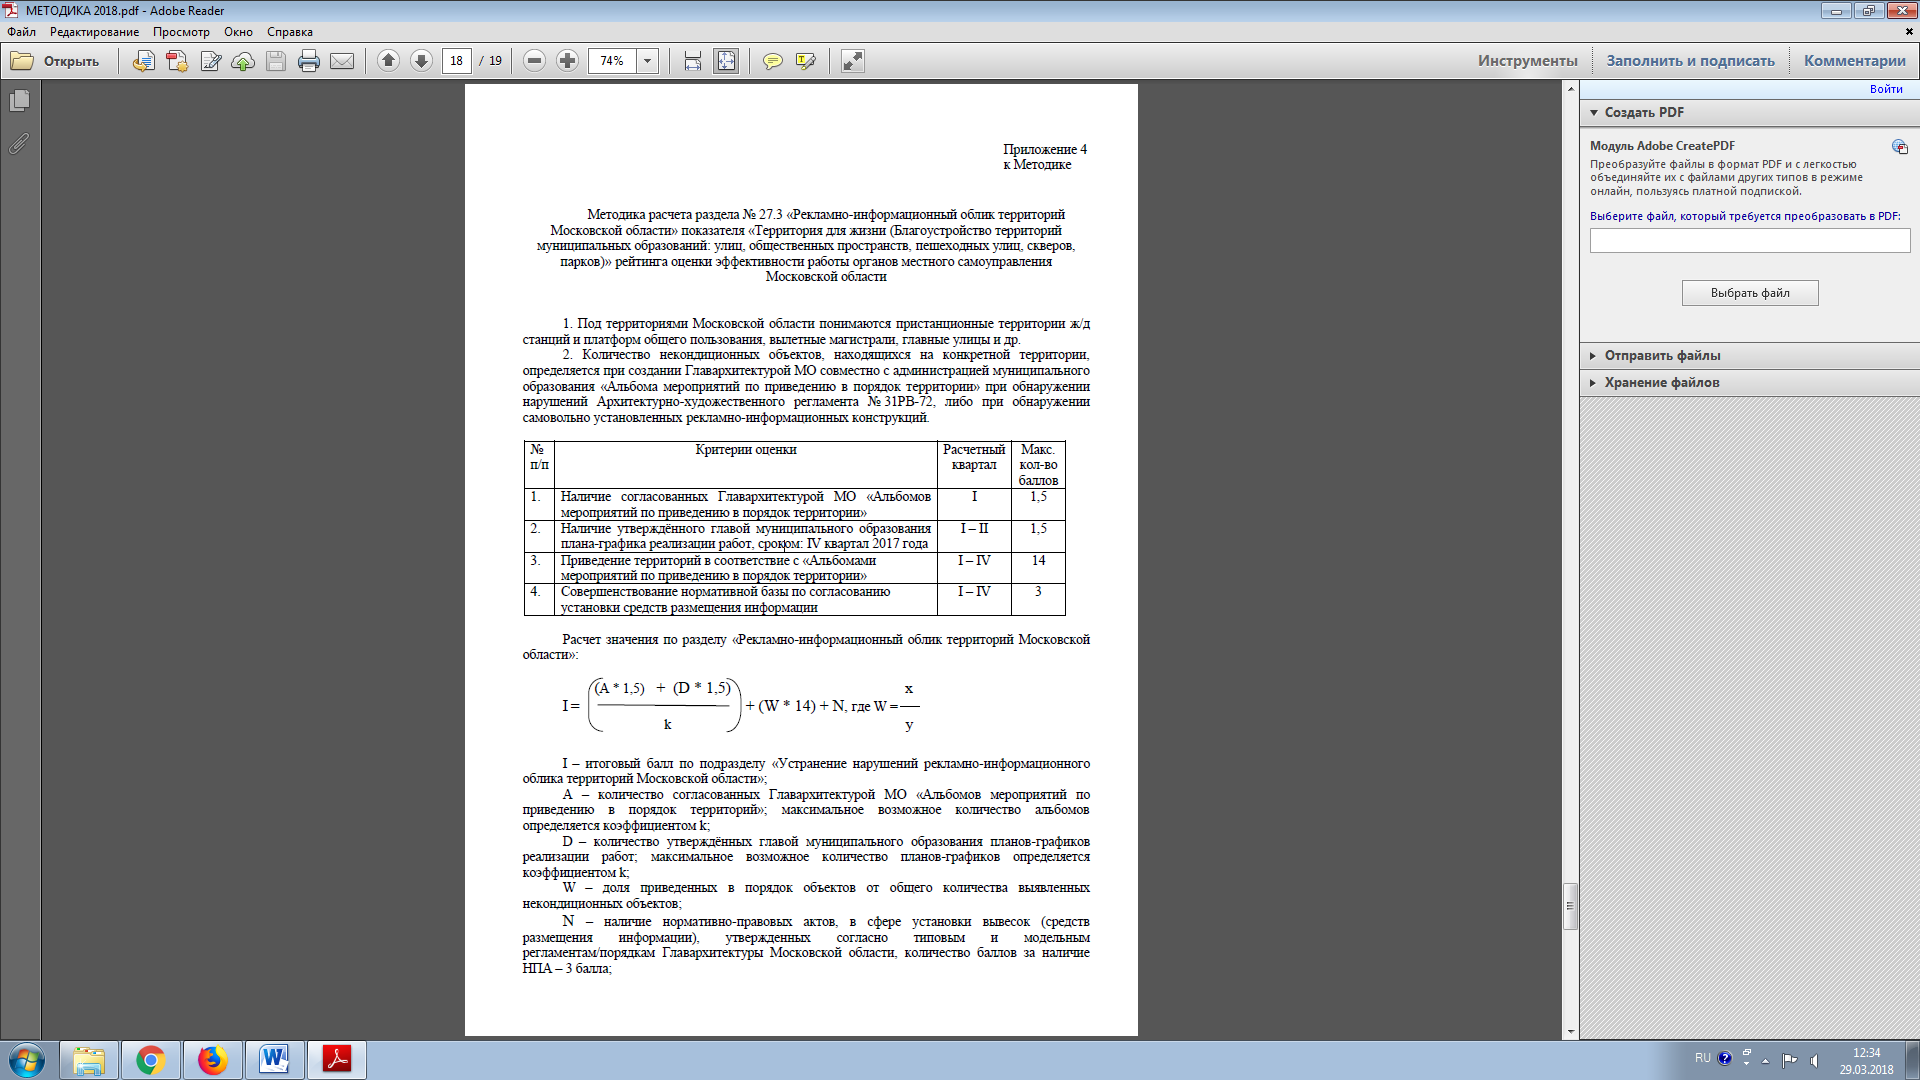 МЕТОДИКА 2018.pdf - Adobe Reader
Файл Редактирование Просмотр Окно Справка
Открыть 18 / 19 74% Инструменты Заполнить и подписать Комментарии
Войти
Создать PDF
Модуль Adobe CreatePDF
Преобразуйте файлы в формат PDF и с легкостью
объединяйте их с файлами других типов в режиме
онлайн, пользуясь платной подпиской.
Выберите файл, который требуется преобразовать в PDF:
Выбрать файл
Отправить файлы
Хранение файлов
Приложение 4
к Методике
Методика расчета раздела № 27.3 «Рекламно-информационный облик территорий
Московской области» показателя «Территория для жизни (Благоустройство территорий
муниципальных образований: улиц, общественных пространств, пешеходных улиц, скверов,
парков)» рейтинга оценки эффективности работы органов местного самоуправления
Московской области
1. Под территориями Московской области понимаются пристанционные территории ж/д
станций и платформ общего пользования, вылетные магистрали, главные улицы и др.
2. Количество некондиционных объектов, находящихся на конкретной территории,
определяется при создании Главархитектурой МО совместно с администрацией муниципального
образования «Альбома мероприятий по приведению в порядок территории» при обнаружении
нарушений Архитектурно-художественного регламента № 31РВ-72, либо при обнаружении
самовольно установленных рекламно-информационных конструкций.
№ п/п Критерии оценки Расчетный квартал Макс. кол-во баллов
1. Наличие согласованных Главархитектурой МО «Альбомов I 1,5
мероприятий по приведению в порядок территории»
2. Наличие утверждённого главой муниципального образования I – II 1,5
плана-графика реализации работ, сроком: IV квартал 2017 года
3. Приведение территорий в соответствие с «Альбомами I – IV 14
мероприятий по приведению в порядок территории»
4. Совершенствование нормативной базы по согласованию I – IV 3
установки средств размещения информации
Расчет значения по разделу «Рекламно-информационный облик территорий Московской
области»:
(A * 1,5) + (D * 1,5) x
I = + (W * 14) + N, где W =
k y
I – итоговый балл по подразделу «Устранение нарушений рекламно-информационного
облика территорий Московской области»;
A – количество согласованных Главархитектурой МО «Альбомов мероприятий по
приведению в порядок территорий»; максимальное возможное количество альбомов
определяется коэффициентом k;
D – количество утверждённых главой муниципального образования планов-графиков
реализации работ; максимальное возможное количество планов-графиков определяется
коэффициентом k;
W – доля приведенных в порядок объектов от общего количества выявленных
некондиционных объектов;
N – наличие нормативно-правовых актов, в сфере установки вывесок (средств
размещения информации), утвержденных согласно типовым и модельным
регламентам/порядкам Главархитектуры Московской области, количество баллов за наличие
НПА – 3 балла;
RU
12:34
29.03.2018